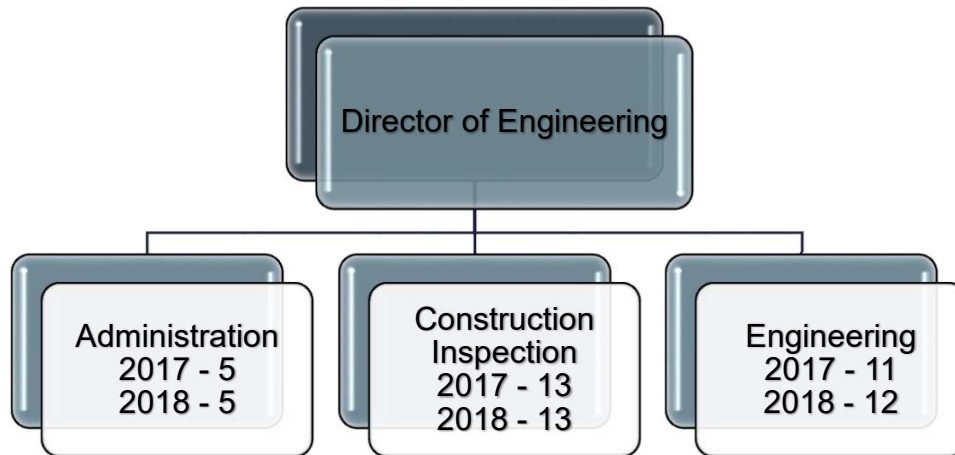 Director of Engineering
Administration
2017 - 5
2018 - 5
Construction
Inspection
2017 - 13
2018 - 13
Engineering
2017 - 11
2018 - 12